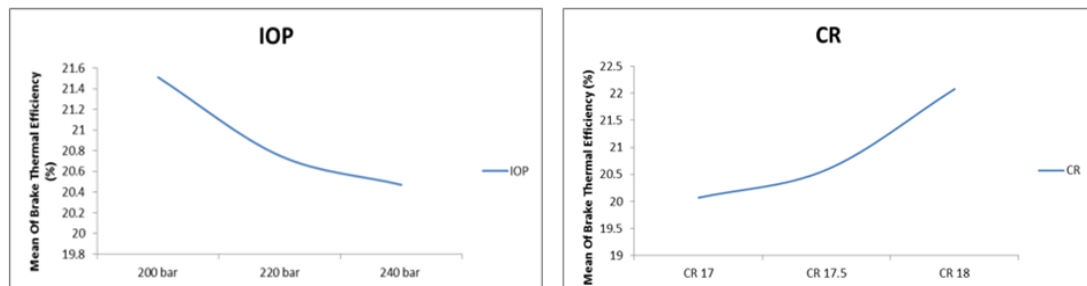 IOP
Mean Of Brake Thermal Efficiency
(%)
21.6
21.4
21.2
21
20.8
20.6
20.4
20.2
20
19.8
200 bar
220 bar
240 bar
IOP
CR
Mean Of Brake Thermal Efficiency (%)
22.5
22
21.5
21
20.5
20
19.5
19
CR 17
CR 17.5
CR 18
CR